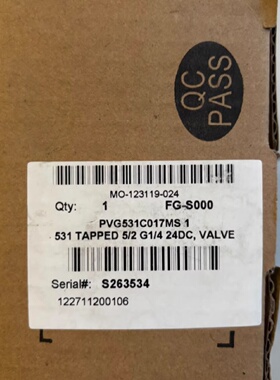 QC
PASS
MO-123119-024
Qty: 1 FG-S000
PVG531C017MS 1
531 TAPPED 5/2 G1/4 24DC, VALVE
Serial#: S263534
122711200106